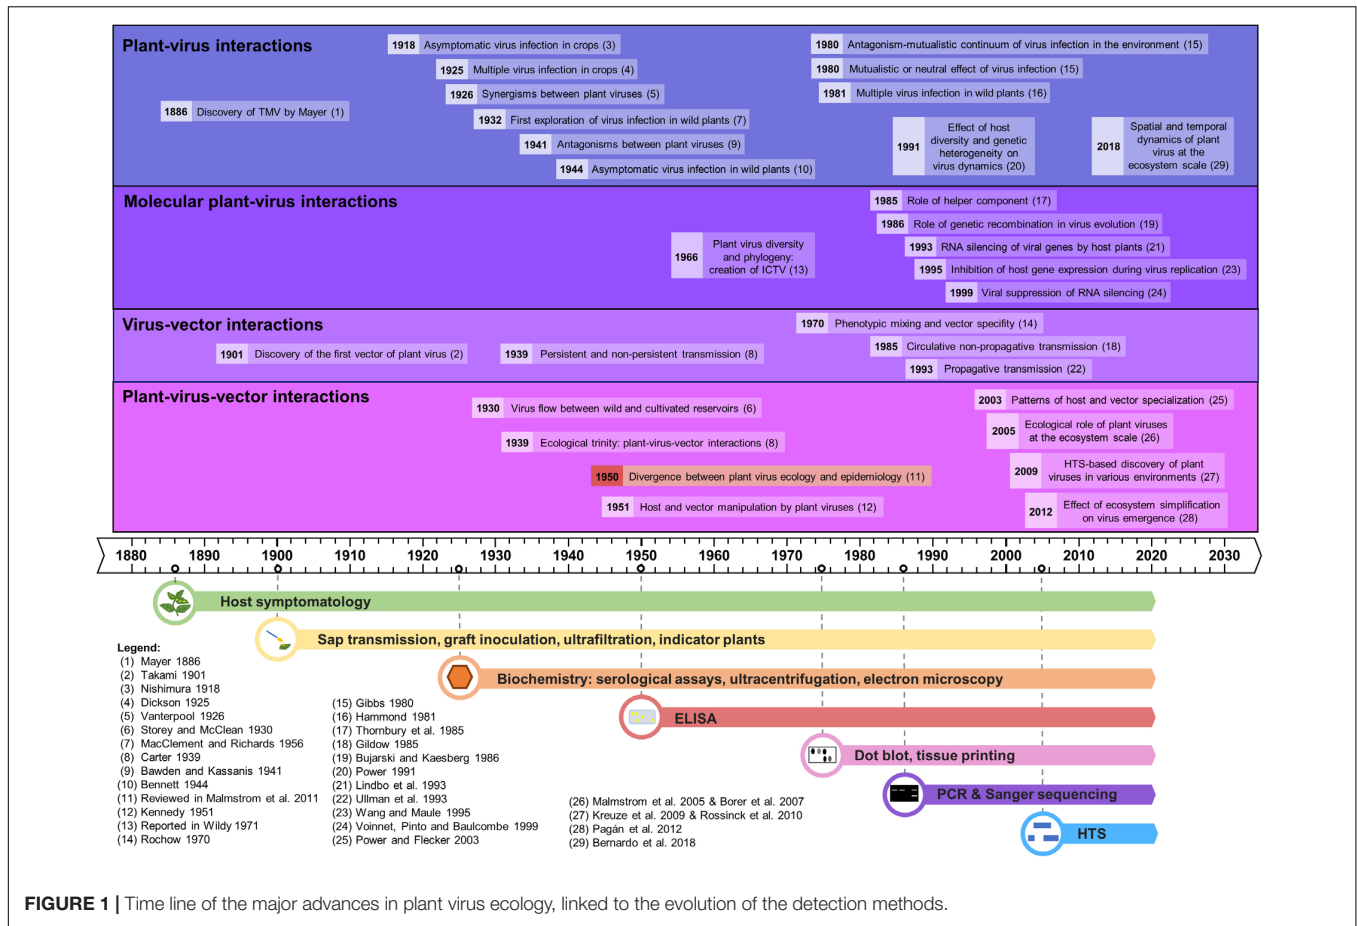 Plant-virus interactions
1886 Discovery of TMV by Mayer (1)
1918 Asymptomatic virus infection in crops (3)
1925 Multiple virus infection in crops (4)
1926 Synergisms between plant viruses (5)
1932 First exploration of virus infection in wild plants (7)
1941 Antagonisms between plant viruses (9)
1944 Asymptomatic virus infection in wild plants (10)
1980 Antagonism-mutualistic continuum of virus infection in the environment (15)
1980 Mutualistic or neutral effect of virus infection (15)
1981 Multiple virus infection in wild plants (16)
1991
Effect of host
diversity and genetic
heterogeneity on
virus dynamics (20)
2018
Spatial and temporal
dynamics of plant
virus at the
ecosystem scale (29)
Molecular plant-virus interactions
1966
Plant virus diversity
and phylogeny:
creation of ICTV (13)
1985 Role of helper component (17)
1986 Role of genetic recombination in virus evolution (19)
1993 RNA silencing of viral genes by host plants (21)
1995 Inhibition of host gene expression during virus replication (23)
1999 Viral suppression of RNA silencing (24)
Virus-vector interactions
1901 Discovery of the first vector of plant virus (2)
1939 Persistent and non-persistent transmission (8)
1970 Phenotypic mixing and vector specifity (14)
1985 Circulative non-propagative transmission (18)
1993 Propagative transmission (22)
Plant-virus-vector interactions
1930 Virus flow between wild and cultivated reservoirs (6)
1939 Ecological trinity: plant-virus-vector interactions (8)
1950 Divergence between plant virus ecology and epidemiology (11)
1951 Host and vector manipulation by plant viruses (12)
2003 Patterns of host and vector specialization (25)
2005
Ecological role of plant viruses
at the ecosystem scale (26)
2009
HTS-based discovery of plant
viruses in various environments (27)
2012
Effect of ecosystem simplification
on virus emergence (28)
1880 1890 1900 1910 1920 1930 1940 1950 1960 1970 1980 1990 2000 2010 2020 2030
Host symptomatology
Sap transmission, graft inoculation, ultrafiltration, indicator plants
Biochemistry: serological assays, ultracentrifugation, electron microscopy
ELISA
Dot blot, tissue printing
PCR & Sanger sequencing
HTS
Legend:
(1) Mayer 1886
(2) Takami 1901
(3) Nishimura 1918
(4) Dickson 1925
(5) Vanterpool 1926
(6) Storey and McClean 1930
(7) MacClement and Richards 1956
(8) Carter 1939
(9) Bawden and Kassanis 1941
(10) Bennett 1944
(11) Reviewed in Malmstrom et al. 2011
(12) Kennedy 1951
(13) Reported in Wildy 1971
(14) Rochow 1970
(15) Gibbs 1980
(16) Hammond 1981
(17) Thornbury et al. 1985
(18) Gildow 1985
(19) Bujarski and Kaesberg 1986
(20) Power 1991
(21) Lindbo et al. 1993
(22) Ullman et al. 1993
(23) Wang and Maule 1995
(24) Voinnet, Pinto and Baulcombe 1999
(25) Power and Flecker 2003
(26) Malmstrom et al. 2005 & Borer et al. 2007
(27) Kreuze et al. 2009 & Rossinck et al. 2010
(28) Pagán et al. 2012
(29) Bernardo et al. 2018
FIGURE 1 | Time line of the major advances in plant virus ecology, linked to the evolution of the detection methods.